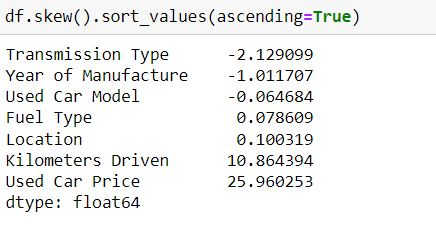 df.skew().sort_values(ascending=True)
Transmission Type -2.129099
Year of Manufacture -1.011707
Used Car Model -0.064684
Fuel Type 0.078609
Location 0.100319
Kilometers Driven 10.864394
Used Car Price 25.960253
dtype: float64